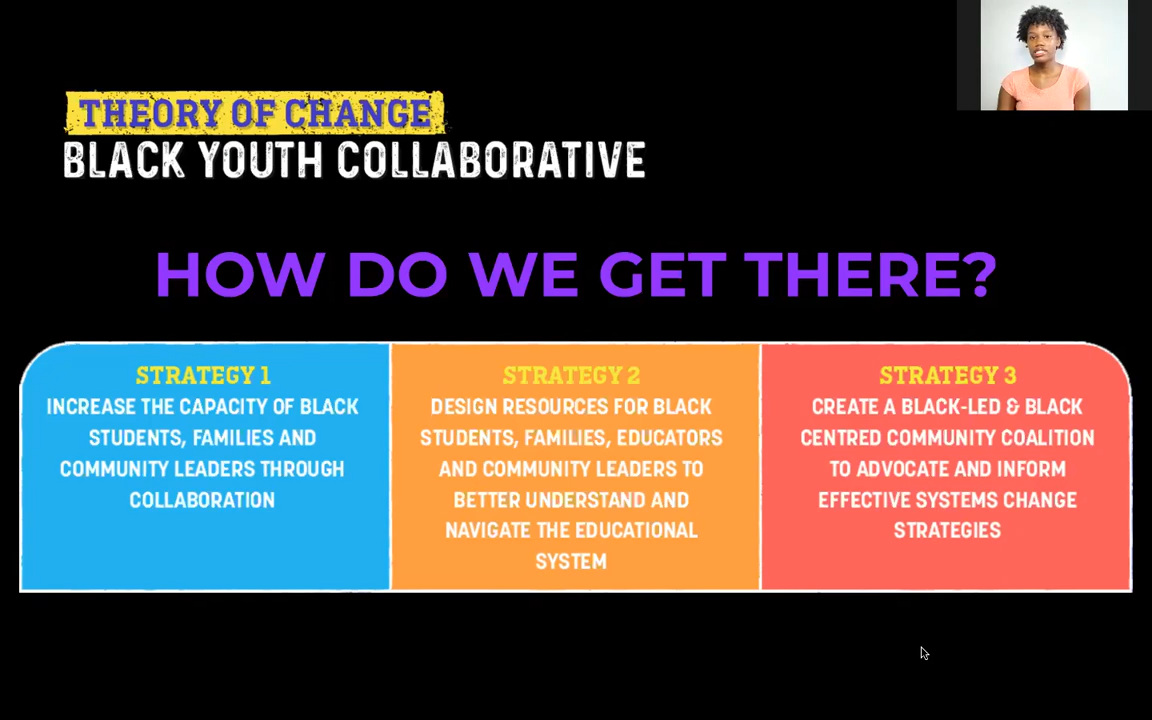 THEORY OF CHANGE
BLACK YOUTH COLLABORATIVE
HOW DO WE GET THERE?
STRATEGY 1
INCREASE THE CAPACITY OF BLACK
STUDENTS, FAMILIES AND
COMMUNITY LEADERS THROUGH
COLLABORATION
STRATEGY 2
DESIGN RESOURCES FOR BLACK
STUDENTS, FAMILIES, EDUCATORS
AND COMMUNITY LEADERS TO
BETTER UNDERSTAND AND
NAVIGATE THE EDUCATIONAL
SYSTEM
STRATEGY 3
CREATE A BLACK-LED & BLACK
CENTRED COMMUNITY COALITION
TO ADVOCATE AND INFORM
EFFECTIVE SYSTEMS CHANGE
STRATEGIES